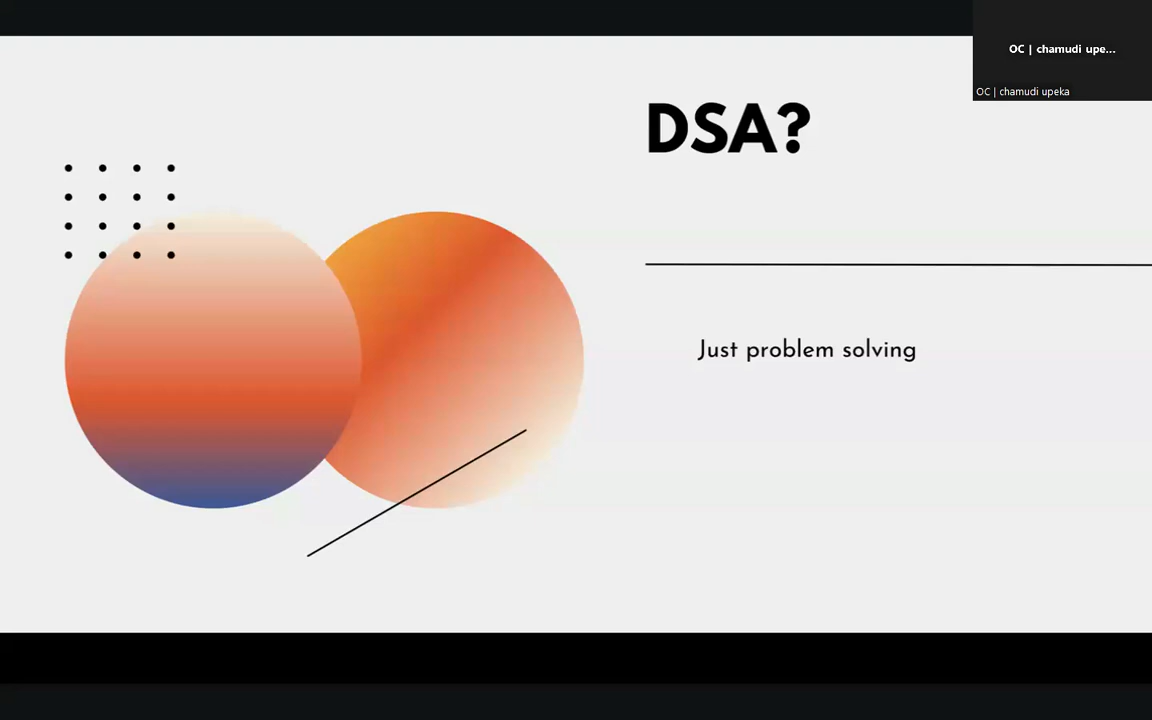 OC | chamudi upe...
OC | chamudi upeka
DSA?
Just problem solving